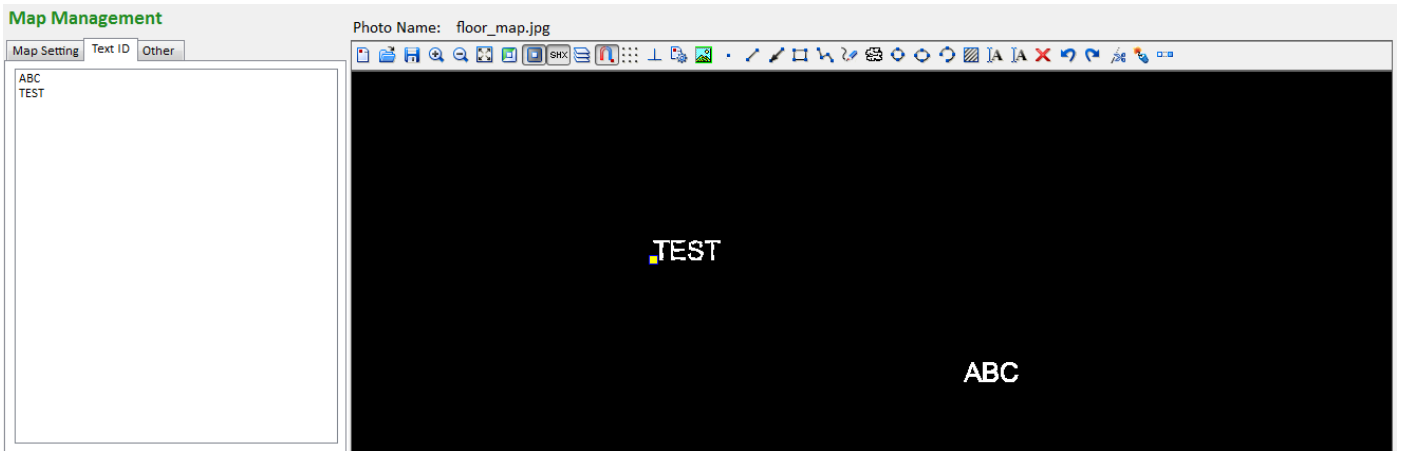 Map Management
Photo Name: floor_map.jpg
Map Setting Text ID Other
SHX A A
ABC
TEST
TEST
ABC